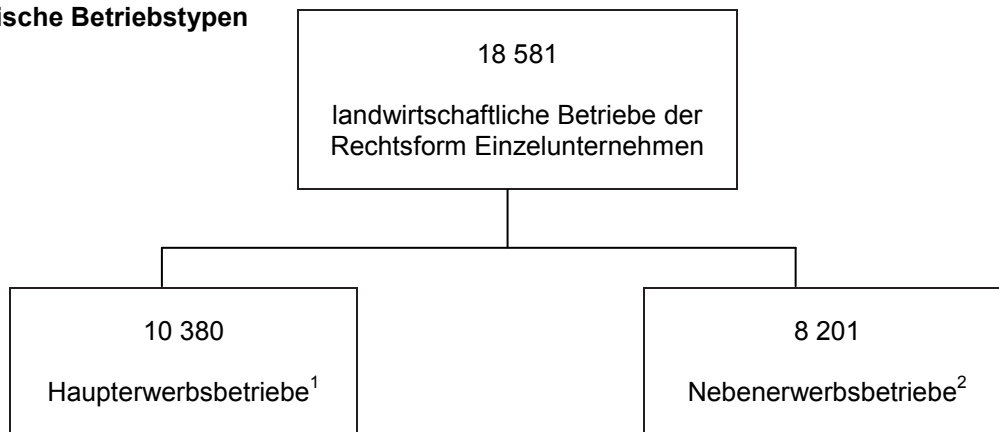 ische Betriebstypen
18 581
landwirtschaftliche Betriebe der
Rechtsform Einzelunternehmen
10 380
Haupterwerbsbetriebe¹
8 201
Nebenerwerbsbetriebe²